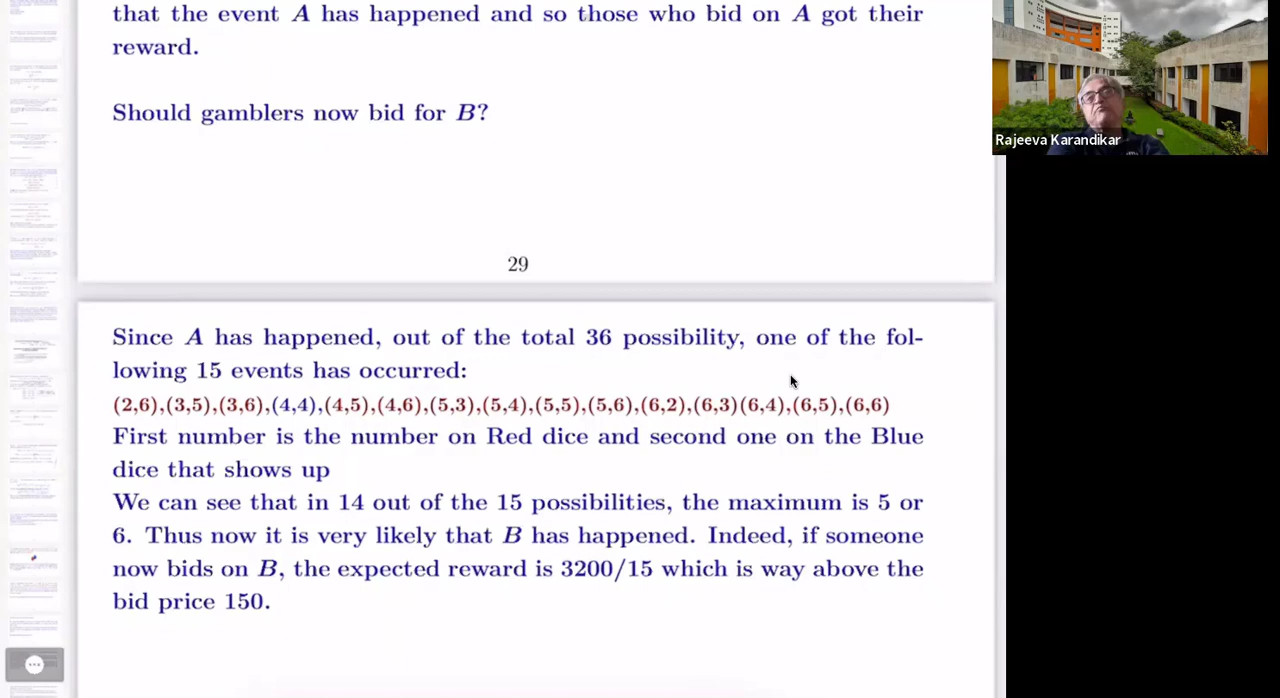 that the event A has happened and so those who bid on A got their
reward.
Should gamblers now bid for B?
29
Since A has happened, out of the total 36 possibility, one of the fol-
lowing 15 events has occurred:
(2,6),(3,5),(3,6),(4,4),(4,5),(4,6),(5,3),(5,4),(5,5),(5,6),(6,2),(6,3)(6,4),(6,5),(6,6)
First number is the number on Red dice and second one on the Blue
dice that shows up
We can see that in 14 out of the 15 possibilities, the maximum is 5 or
6. Thus now it is very likely that B has happened. Indeed, if someone
now bids on B, the expected reward is 3200/15 which is way above the
bid price 150.
Rajeeva Karandikar